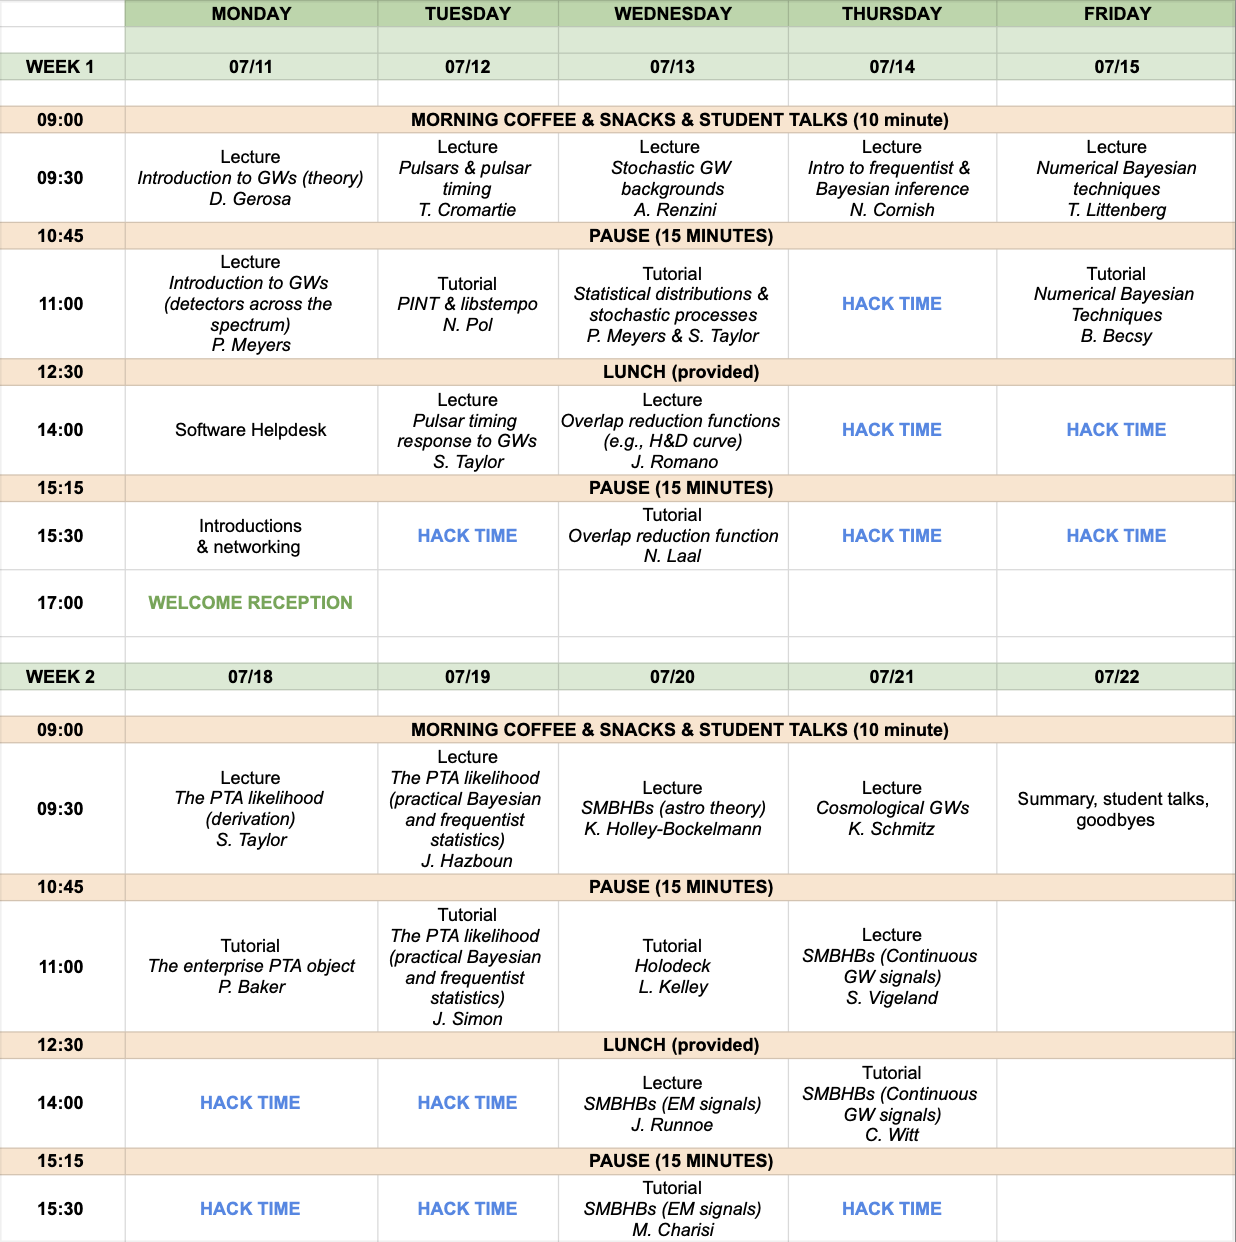 MONDAY TUESDAY WEDNESDAY THURSDAY FRIDAY
WEEK 1 07/11 07/12 07/13 07/14 07/15
09:00 MORNING COFFEE & SNACKS & STUDENT TALKS (10 minute)
09:30
Lecture
Introduction to GWs (theory)
D. Gerosa
Lecture
Pulsars & pulsar
timing
T. Cromartie
Lecture
Stochastic GW
backgrounds
A. Renzini
Lecture
Intro to frequentist &
Bayesian inference
N. Cornish
Lecture
Numerical Bayesian
techniques
T. Littenberg
10:45 PAUSE (15 MINUTES)
11:00
Lecture
Introduction to GWs
(detectors across the
spectrum)
P. Meyers
Tutorial
PINT & libstempo
N. Pol
Tutorial
Statistical distributions &
stochastic processes
P. Meyers & S. Taylor
HACK TIME
Tutorial
Numerical Bayesian
Techniques
B. Becsy
12:30 LUNCH (provided)
14:00
Software Helpdesk
Lecture
Pulsar timing
response to GWs
S. Taylor
Lecture
Overlap reduction functions
(e.g., H&D curve)
J. Romano
HACK TIME
HACK TIME
15:15 PAUSE (15 MINUTES)
15:30
Introductions
& networking
HACK TIME
Tutorial
Overlap reduction function
N. Laal
HACK TIME
HACK TIME
17:00 WELCOME RECEPTION
WEEK 2 07/18 07/19 07/20 07/21 07/22
09:00 MORNING COFFEE & SNACKS & STUDENT TALKS (10 minute)
09:30
Lecture
The PTA likelihood
(derivation)
S. Taylor
Lecture
The PTA likelihood
(practical Bayesian
and frequentist
statistics)
J. Hazboun
Lecture
SMBHBs (astro theory)
K. Holley-Bockelmann
Lecture
Cosmological GWs
K. Schmitz
Summary, student talks,
goodbyes
10:45 PAUSE (15 MINUTES)
11:00
Tutorial
The enterprise PTA object
P. Baker
Tutorial
The PTA likelihood
(practical Bayesian
and frequentist
statistics)
J. Simon
Tutorial
Holodeck
L. Kelley
Lecture
SMBHBs (Continuous
GW signals)
S. Vigeland
12:30 LUNCH (provided)
14:00
HACK TIME
HACK TIME
Lecture
SMBHBs (EM signals)
J. Runnoe
Tutorial
SMBHBs (Continuous
GW signals)
C. Witt
15:15 PAUSE (15 MINUTES)
15:30
HACK TIME
HACK TIME
Tutorial
SMBHBs (EM signals)
M. Charisi
HACK TIME